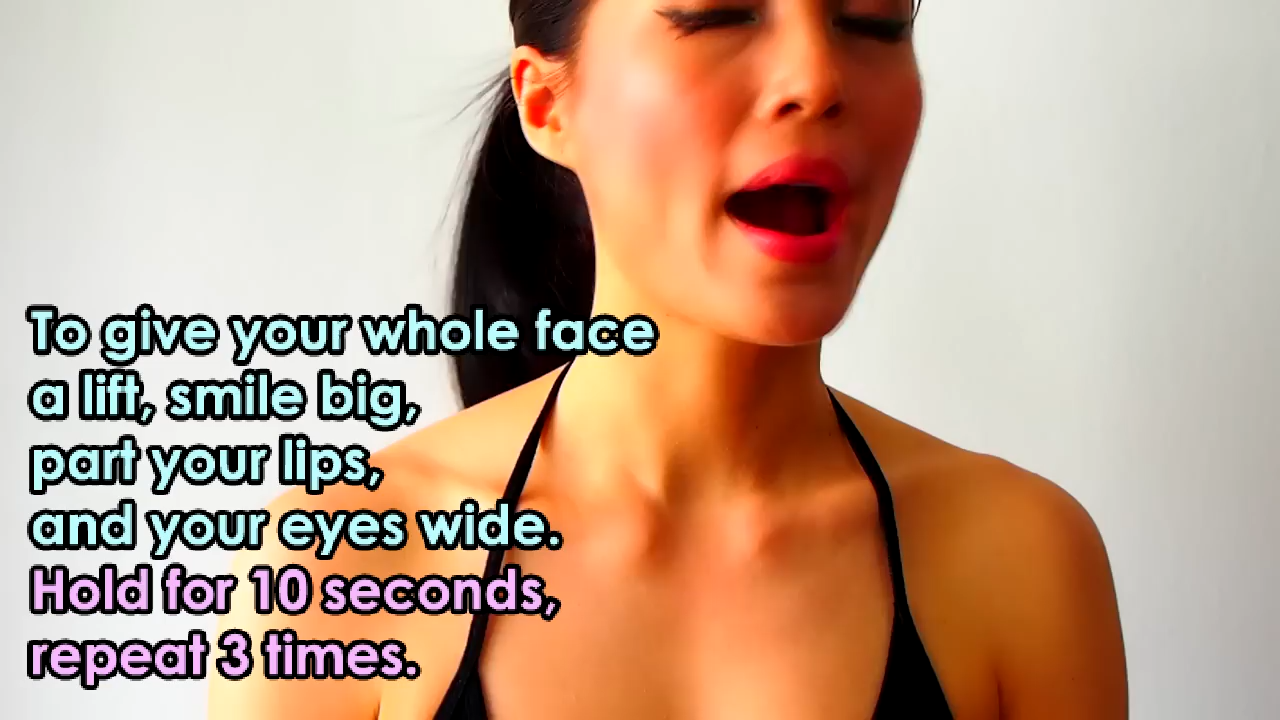 To give your whole face
a lift, smile big,
part your lips,
and your eyes wide.
Hold for 10 seconds,
repeat 3 times.